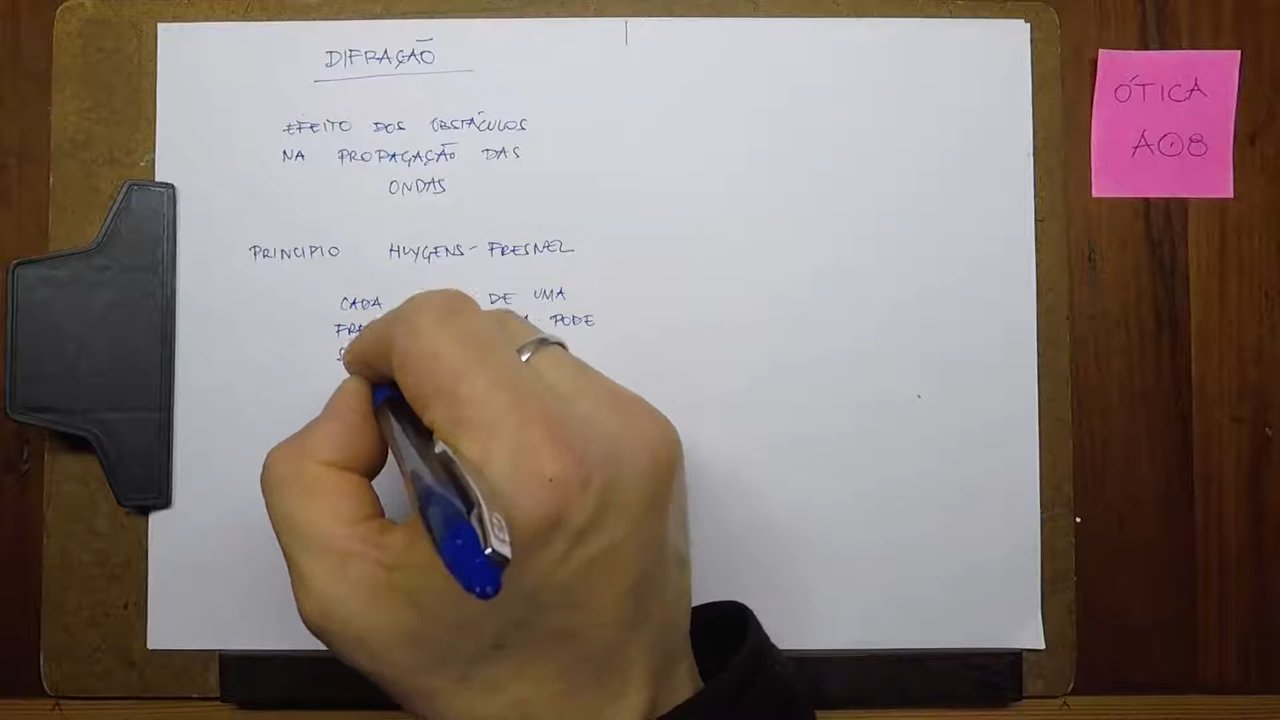 DIFRAÇÃO
EFEITO DOS OBSTÁCULOS
NA PROPAGAÇÃO DAS
ONDAS
PRINCIPIO HUYGENS-FRESNEL
CADA DE UMA
PODE
ÓTICA
A08